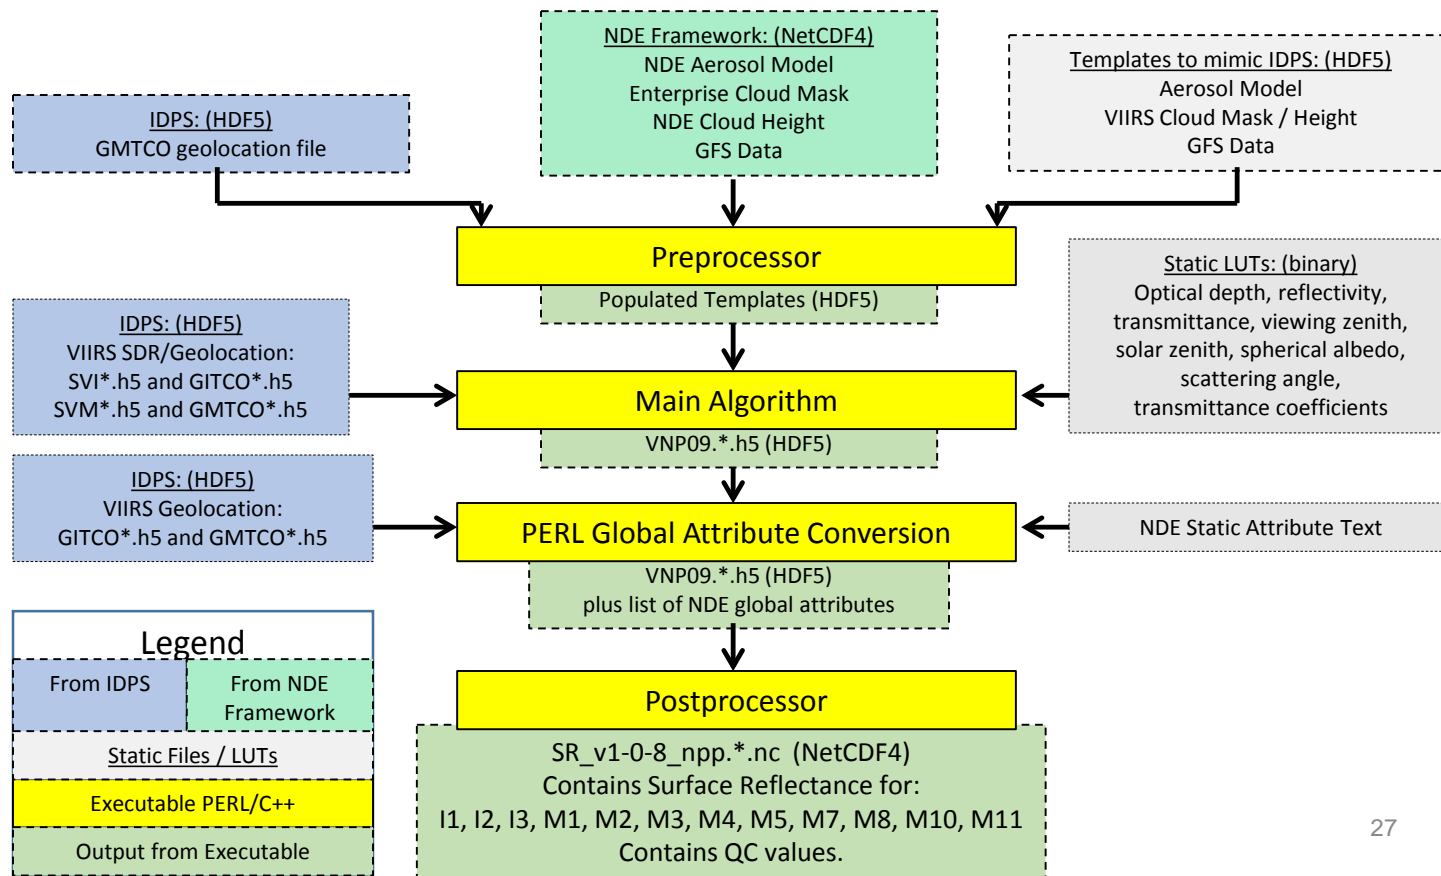 NDE Framework: (NetCDF4)
NDE Aerosol Model
Enterprise Cloud Mask
NDE Cloud Height
GFS Data
Templates to mimic IDPS: (HDF5)
Aerosol Model
VIIRS Cloud Mask / Height
GFS Data
IDPS: (HDF5)
GMTCO geolocation file
Preprocessor
Populated Templates (HDF5)
Static LUTs: (binary)
Optical depth, reflectivity,
transmittance, viewing zenith,
solar zenith, spherical albedo,
scattering angle,
transmittance coefficients
IDPS: (HDF5)
VIIRS SDR/Geolocation:
SVI*.h5 and GITCO*.h5
SVM*.h5 and GMTCO*.h5
Main Algorithm
VNP09.*.h5 (HDF5)
IDPS: (HDF5)
VIIRS Geolocation:
GITCO*.h5 and GMTCO*.h5
PERL Global Attribute Conversion
NDE Static Attribute Text
VNP09.*.h5 (HDF5)
plus list of NDE global attributes
Legend
From IDPS
From NDE
Framework
Static Files / LUTs
Executable PERL/C++
Output from Executable
Postprocessor
SR_v1-0-8_npp.*.nc (NetCDF4)
Contains Surface Reflectance for:
I1, I2, I3, M1, M2, M3, M4, M5, M7, M8, M10, M11
Contains QC values.
27